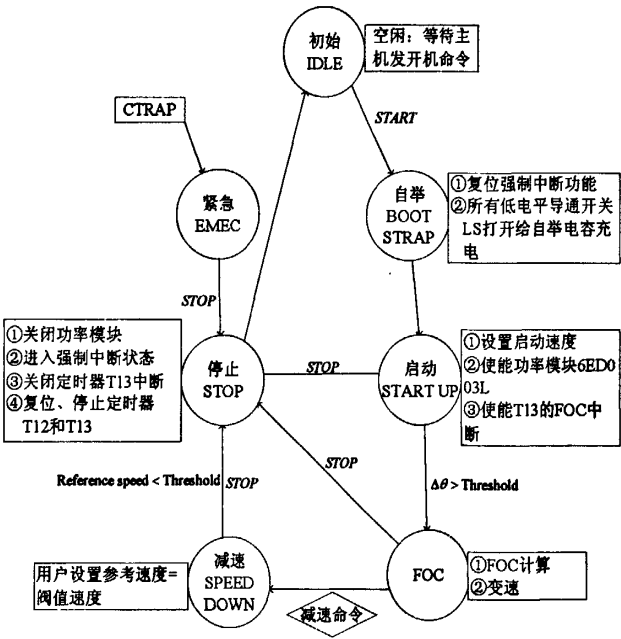 初始
IDLE
空闲：等待主
机发开机命令
START
CTRAP
紧急
EMEC
自举
BOOT
STRAP
①复位强制中断功能
②所有低电平导通开关
LS打开给自举电容充
电
STOP
①关闭功率模块
②进入强制中断状态
③关闭定时器T13中断
④复位、停止定时器
T12和T13
停止
STOP
STOP
启动
START UP
①设置启动速度
②使能功率模块6ED0
03L
③使能T13的FOC中
断
Reference speed < Threshold
STOP
STOP
Δθ > Threshold
用户设置参考速度=
阀值速度
减速
SPEED
DOWN
减速命令
FOC
①FOC计算
②变速